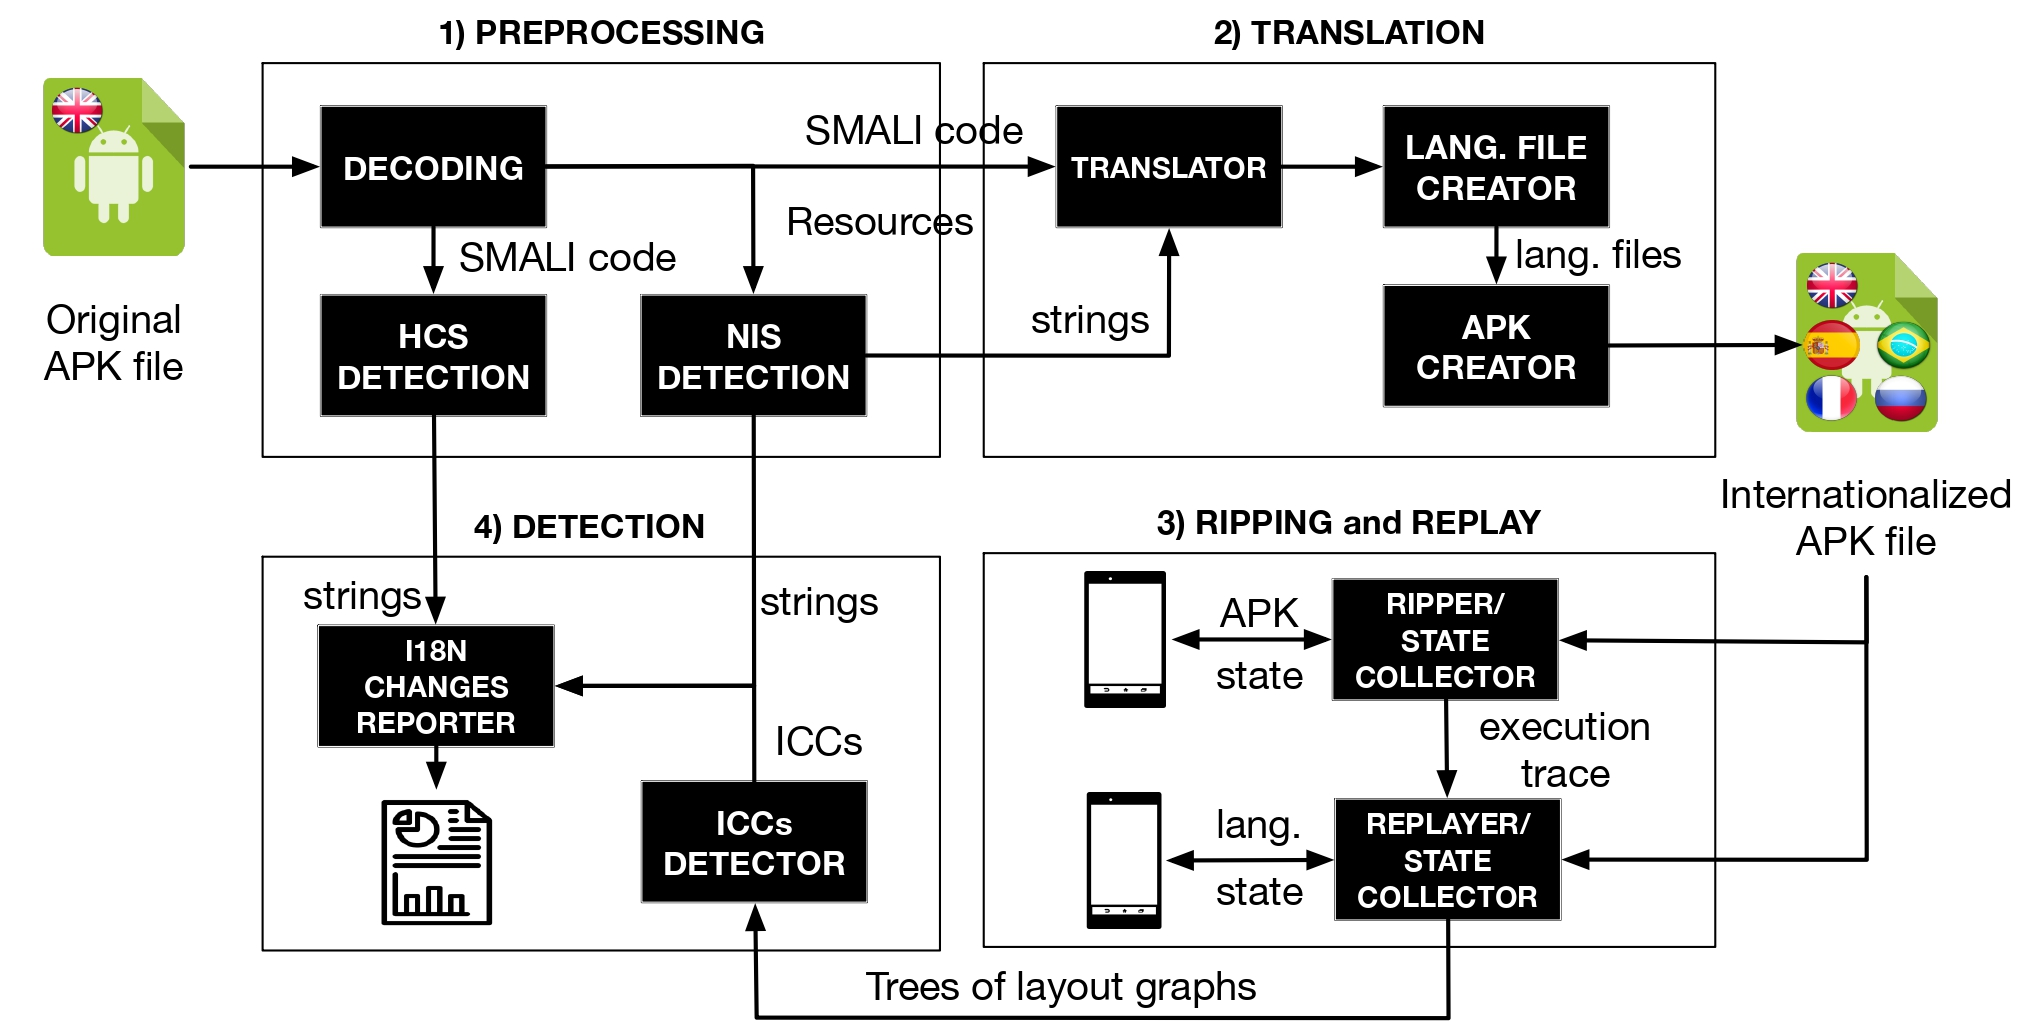 1) PREPROCESSING
2) TRANSLATION
DECODING
SMALI code
TRANSLATOR
LANG. FILE
CREATOR
Resources
SMALI code
lang. files
Original
APK file
HCS
DETECTION
NIS
DETECTION
strings
APK
CREATOR
Internationalized
APK file
4) DETECTION
3) RIPPING and REPLAY
strings
strings
I18N
CHANGES
REPORTER
ICCs
ICCs
DETECTOR
APK
state
RIPPER/
STATE
COLLECTOR
execution
trace
lang.
state
REPLAYER/
STATE
COLLECTOR
Trees of layout graphs